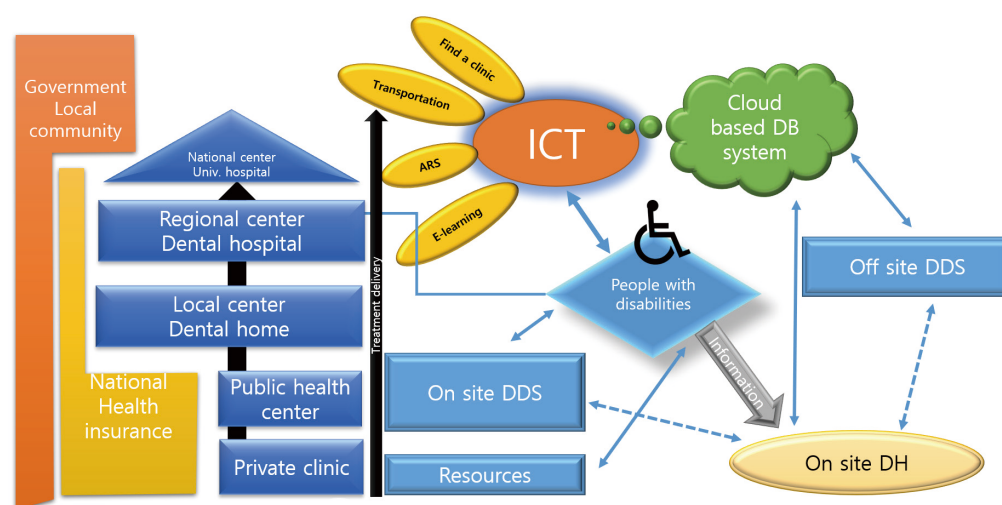 Government
Local
community
National
Health
insurance
National center
Univ. hospital
Regional center
Dental hospital
Local center
Dental home
Public health
center
Private clinic
Treatment delivery
Find a clinic
Transportation
ARS
E-learning
ICT
Cloud
based DB
system
People with
disabilities
Information
On site DDS
Resources
Off site DDS
On site DH